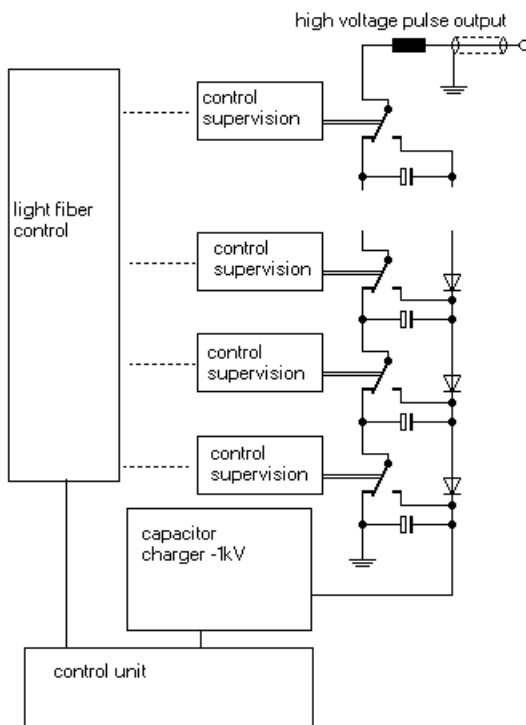 high voltage pulse output
control
supervision
light fiber
control
control
supervision
control
supervision
control
supervision
capacitor
charger -1kV
control unit